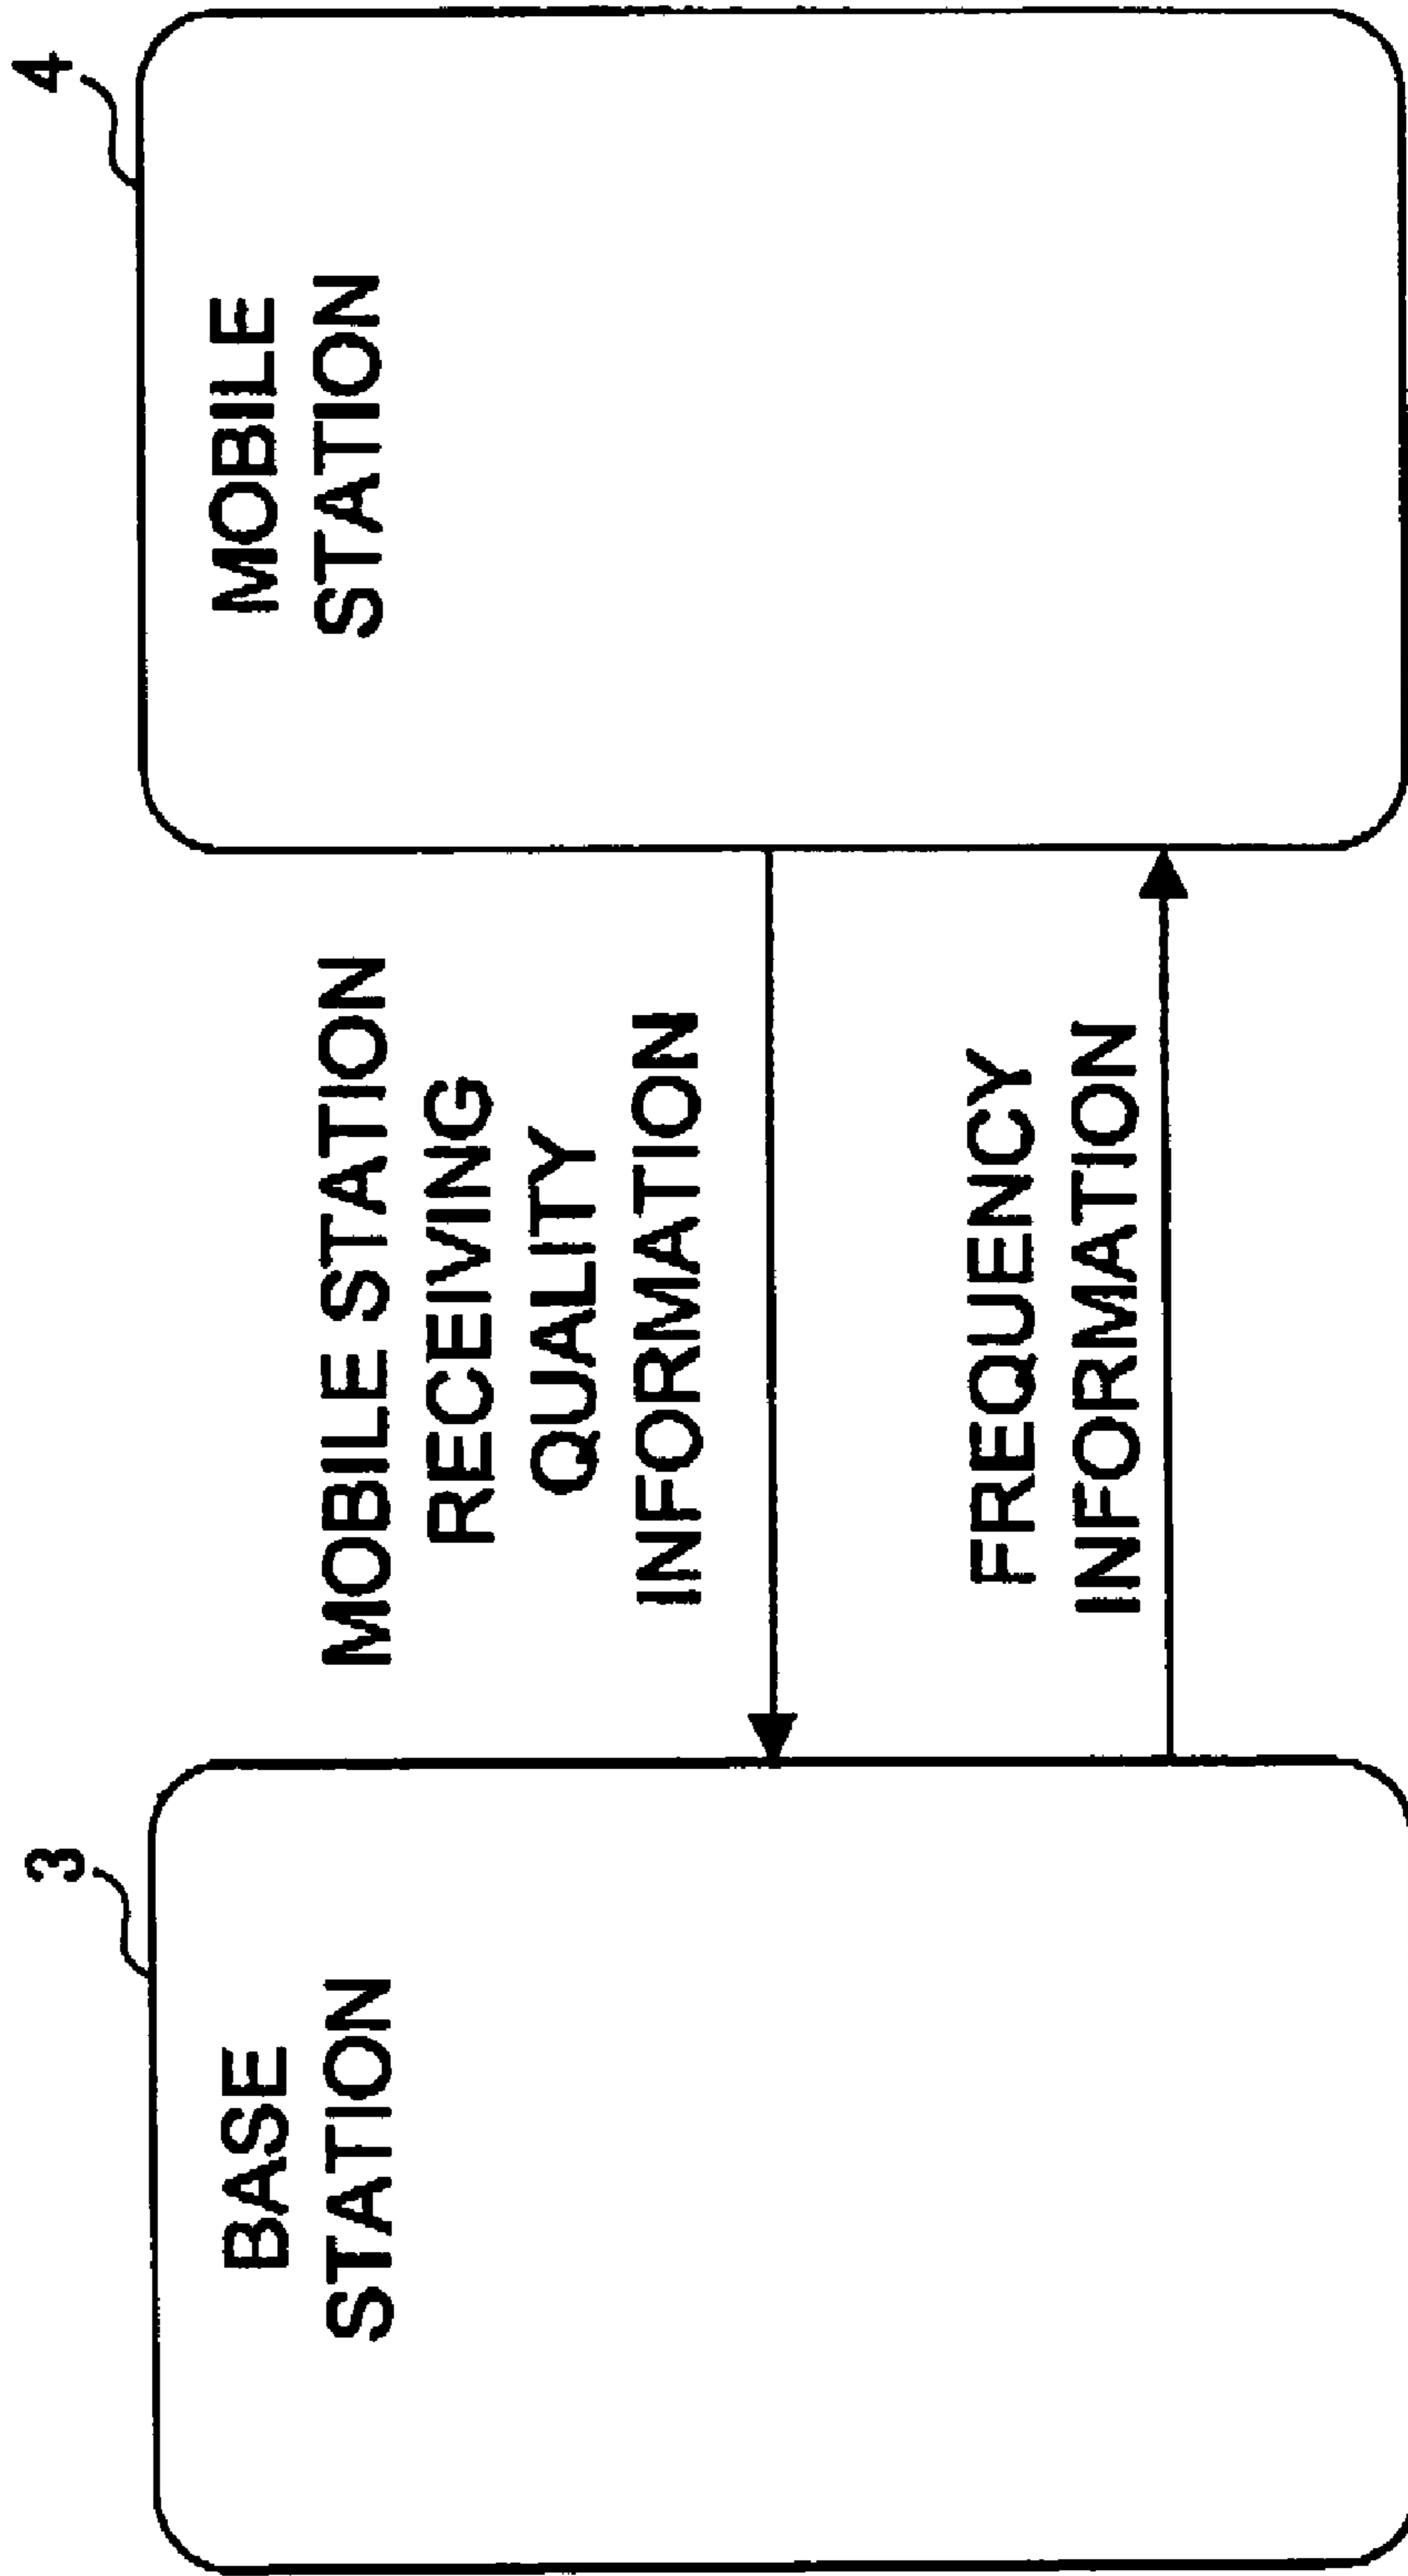 3
BASE
STATION
MOBILE STATION
RECEIVING
QUALITY
INFORMATION
FREQUENCY
INFORMATION
4
MOBILE
STATION